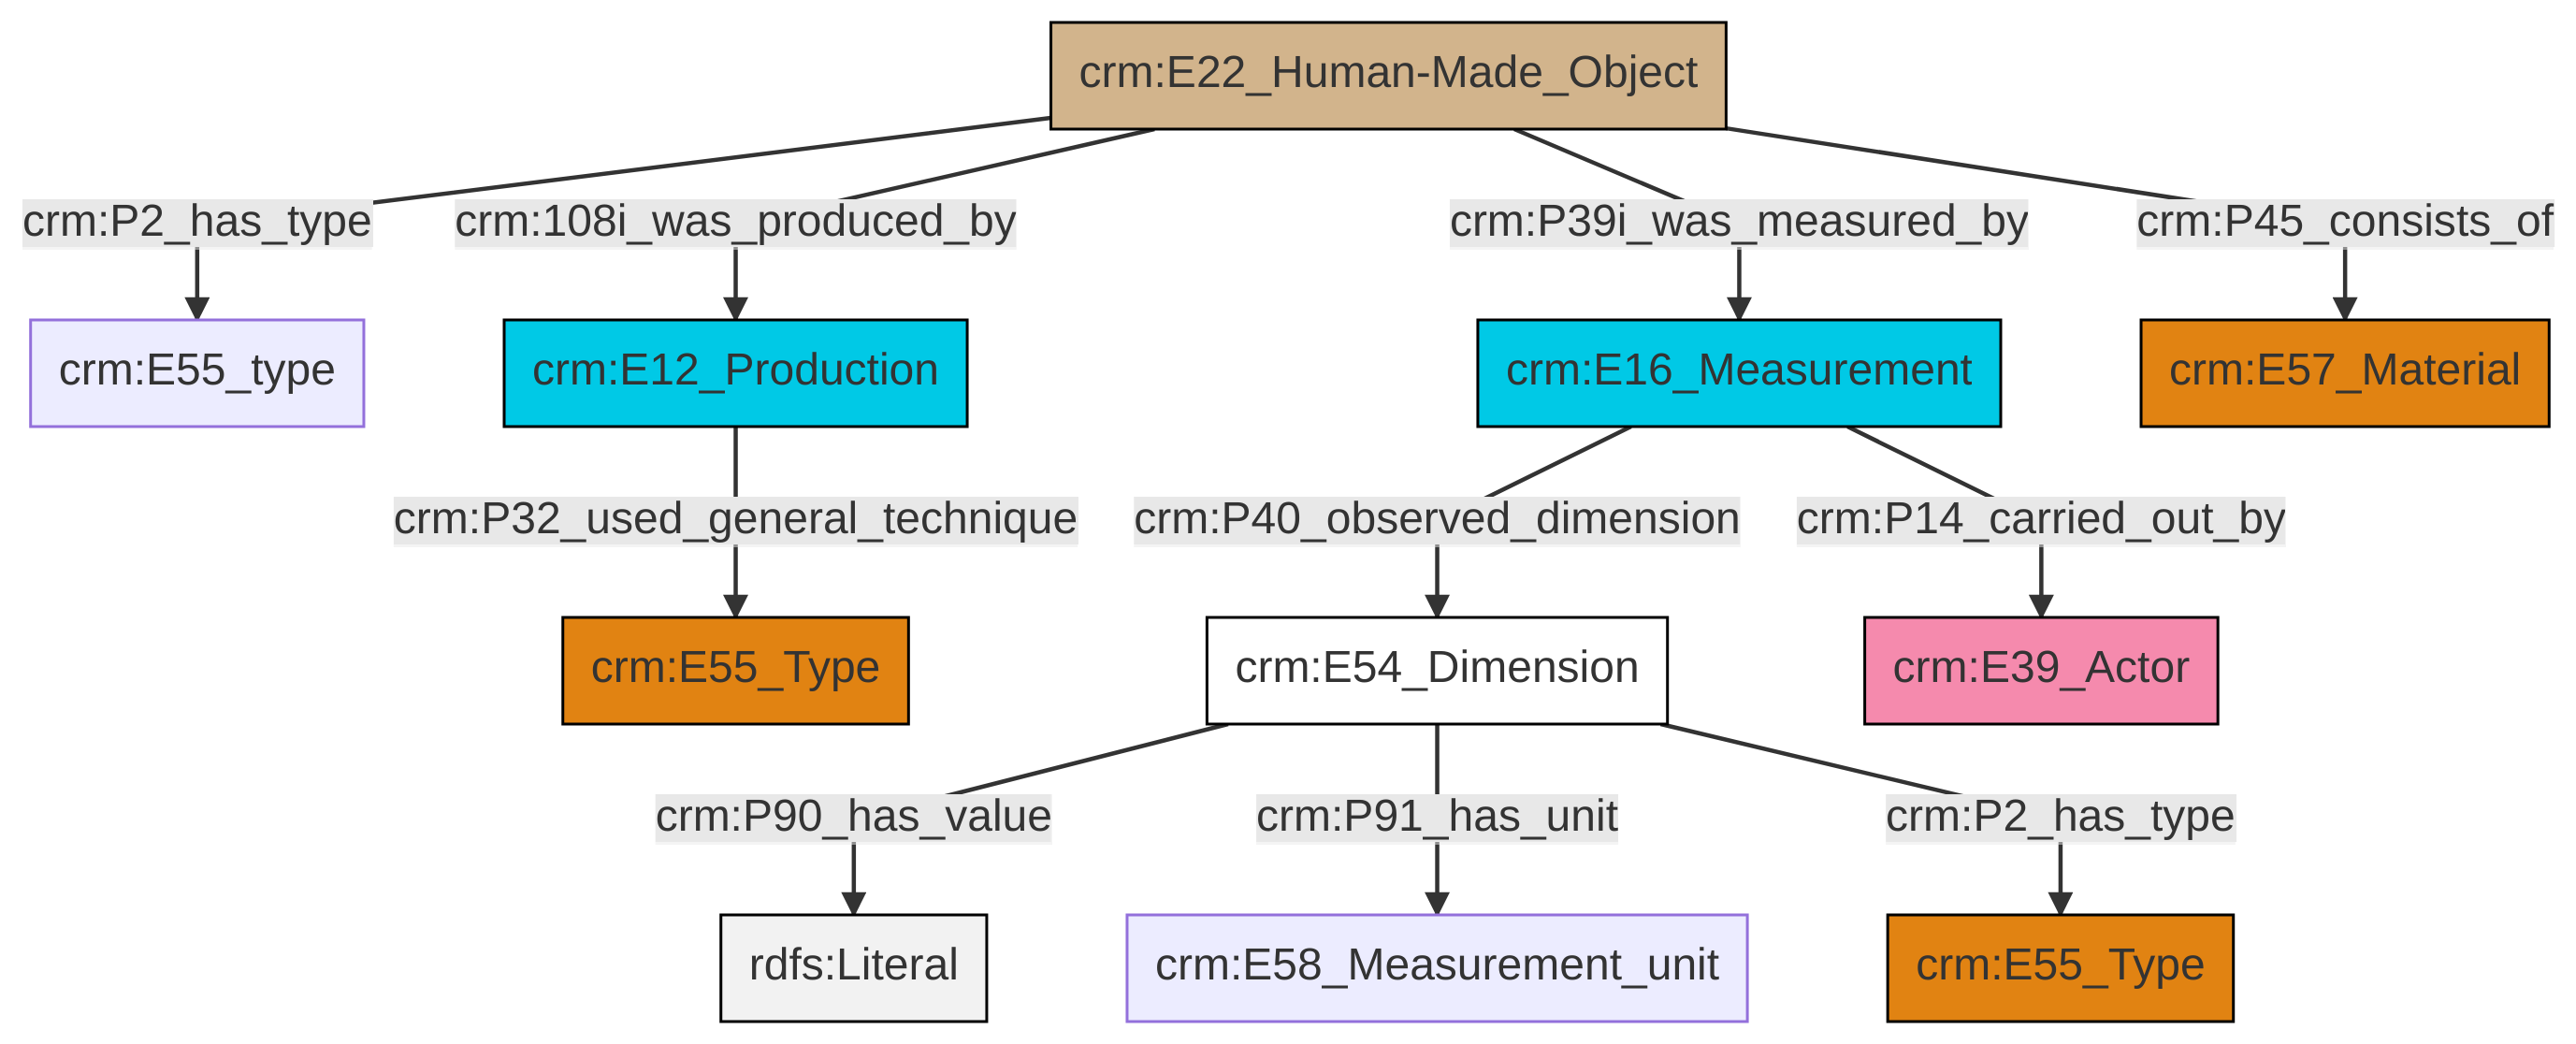 crm:E22_Human-Made_Object
crm:P2_has_type
crm:108i_was_produced_by
crm:P39i_was_measured_by
crm:P45_consists_of
crm:E55_type
crm:E12_Production
crm:E16_Measurement
crm:E57_Material
crm:P32_used_general_technique
crm:P40_observed_dimension
crm:P14_carried_out_by
crm:E55_Type
crm:E54_Dimension
crm:E39_Actor
crm:P90_has_value
crm:P91_has_unit
crm:P2_has_type
rdfs:Literal
crm:E58_Measurement_unit
crm:E55_Type